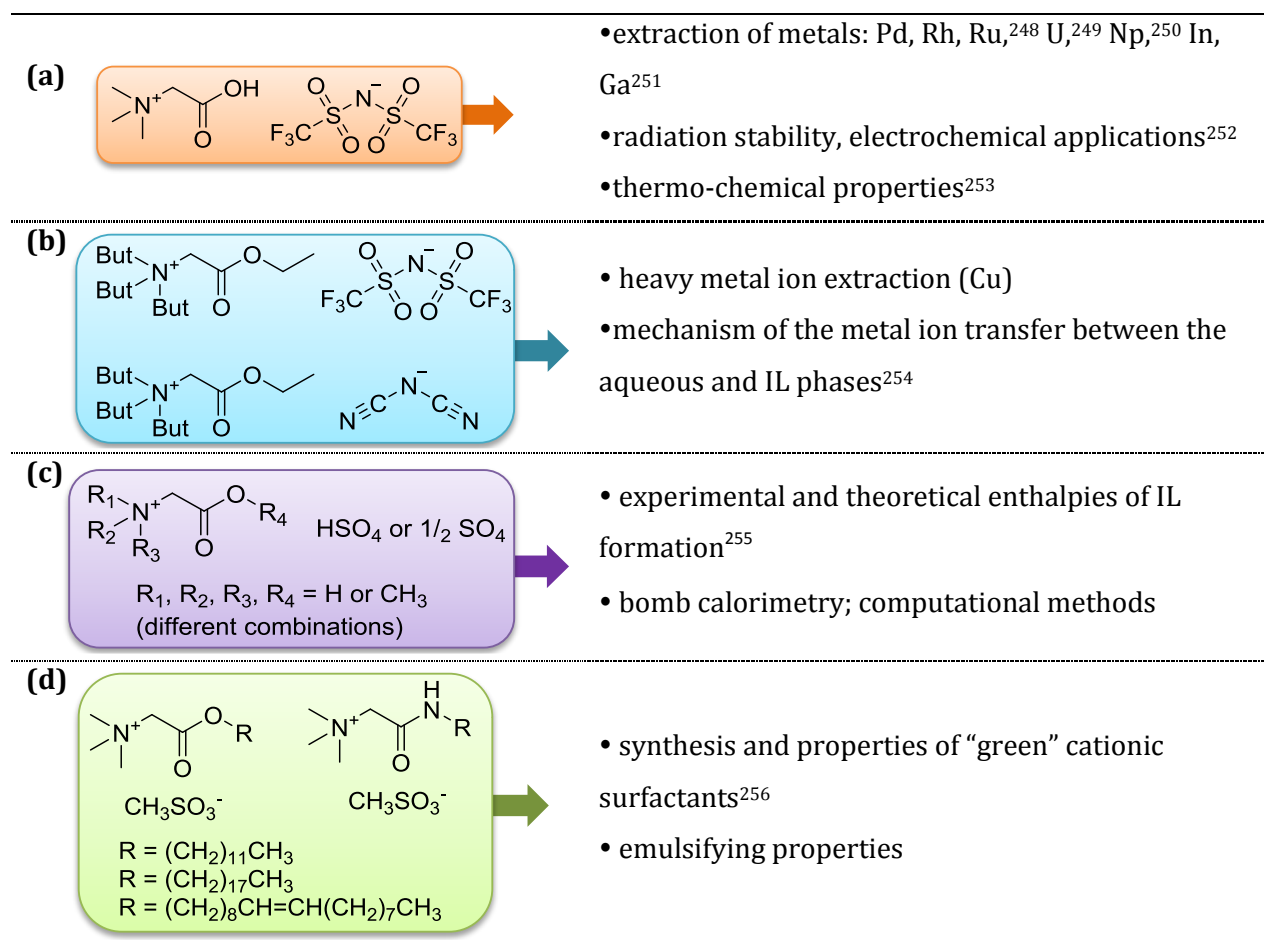 (a)
N⁺
OH
O
O
O
S
N⁻
S
F₃C
O
O
CF₃
•extraction of metals: Pd, Rh, Ru,²⁴⁸ U,²⁴⁹ Np,²⁵⁰ In,
Ga²⁵¹
•radiation stability, electrochemical applications²⁵²
•thermo-chemical properties²⁵³
(b)
But
N⁺
But
But
O
O
O
O
S
N⁻
S
F₃C
O
O
CF₃
But
N⁺
But
But
O
O
N
C
N⁻
C
N
• heavy metal ion extraction (Cu)
•mechanism of the metal ion transfer between the
aqueous and IL phases²⁵⁴
(c)
R₁
N⁺
R₂
R₃
O
R₄
O
HSO₄ or 1/₂ SO₄
R₁, R₂, R₃, R₄ = H or CH₃
(different combinations)
• experimental and theoretical enthalpies of IL
formation²⁵⁵
• bomb calorimetry; computational methods
(d)
N⁺
O
R
O
H
N⁺
N
R
O
CH₃SO₃⁻
CH₃SO₃⁻
R = (CH₂)₁₁CH₃
R = (CH₂)₁₇CH₃
R = (CH₂)₈CH=CH(CH₂)₇CH₃
• synthesis and properties of “green” cationic
surfactants²⁵⁶
• emulsifying properties